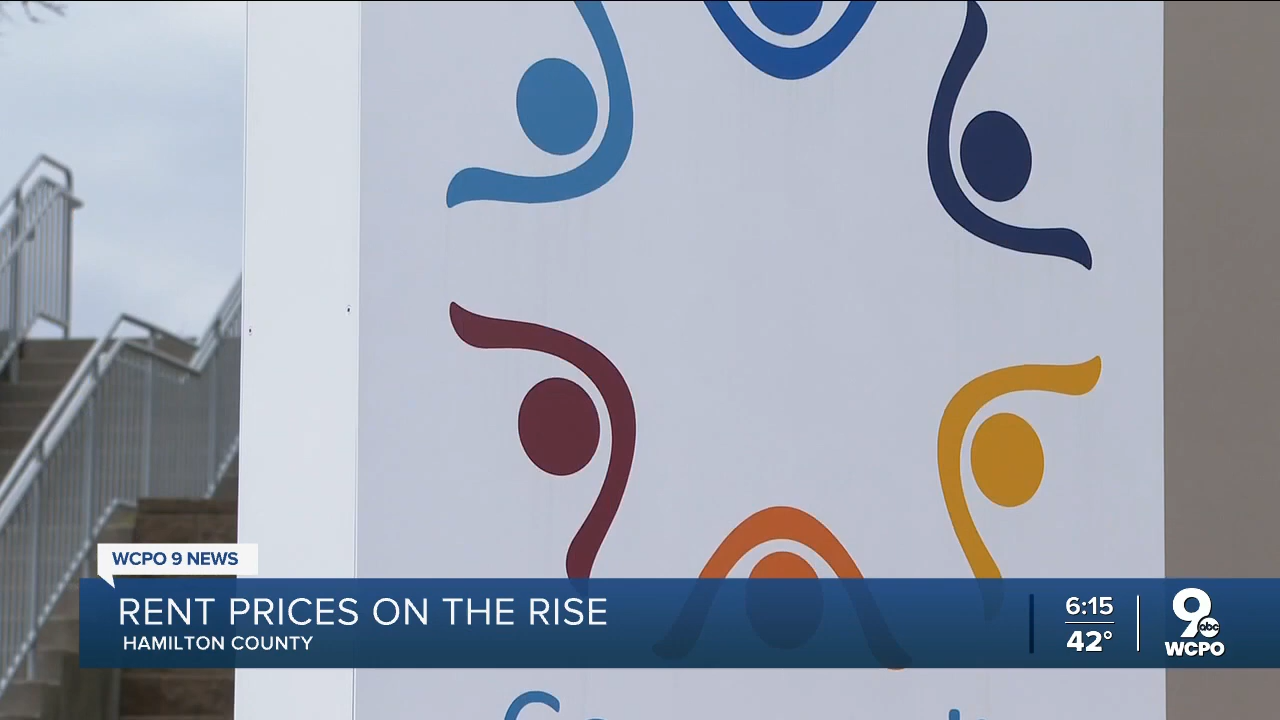 WCPO 9 NEWS
RENT PRICES ON THE RISE
HAMILTON COUNTY
6:15
42°
9
abc
WCPO